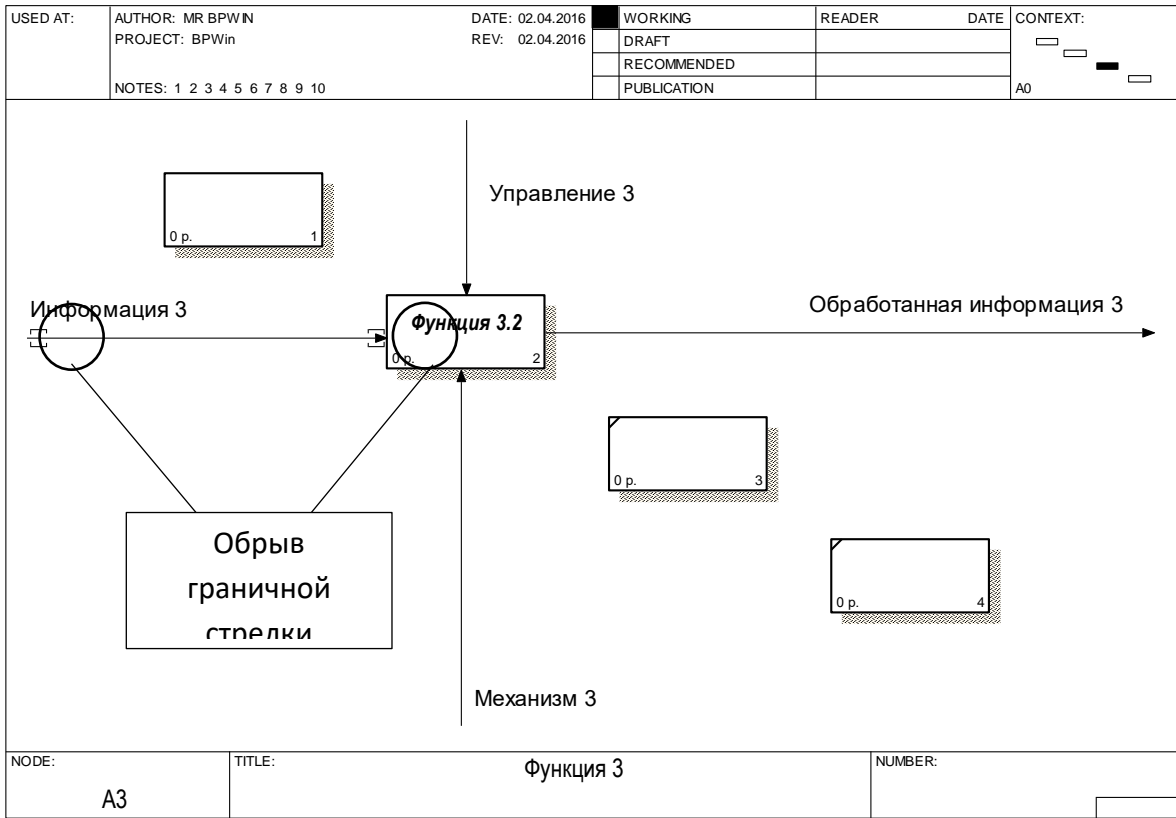 USED AT:
AUTHOR: MR BPWIN
DATE: 02.04.2016
PROJECT: BPWin
REV: 02.04.2016
NOTES: 1 2 3 4 5 6 7 8 9 10
WORKING
DRAFT
RECOMMENDED
PUBLICATION
READER DATE
CONTEXT:
A0
Управление 3
0 р. 1
Информация 3
Функция 3.2
0 р. 2
Обработанная информация 3
0 р. 3
Обрыв
граничной
стрелки
0 р. 4
Механизм 3
NODE:
A3
TITLE:
Функция 3
NUMBER: